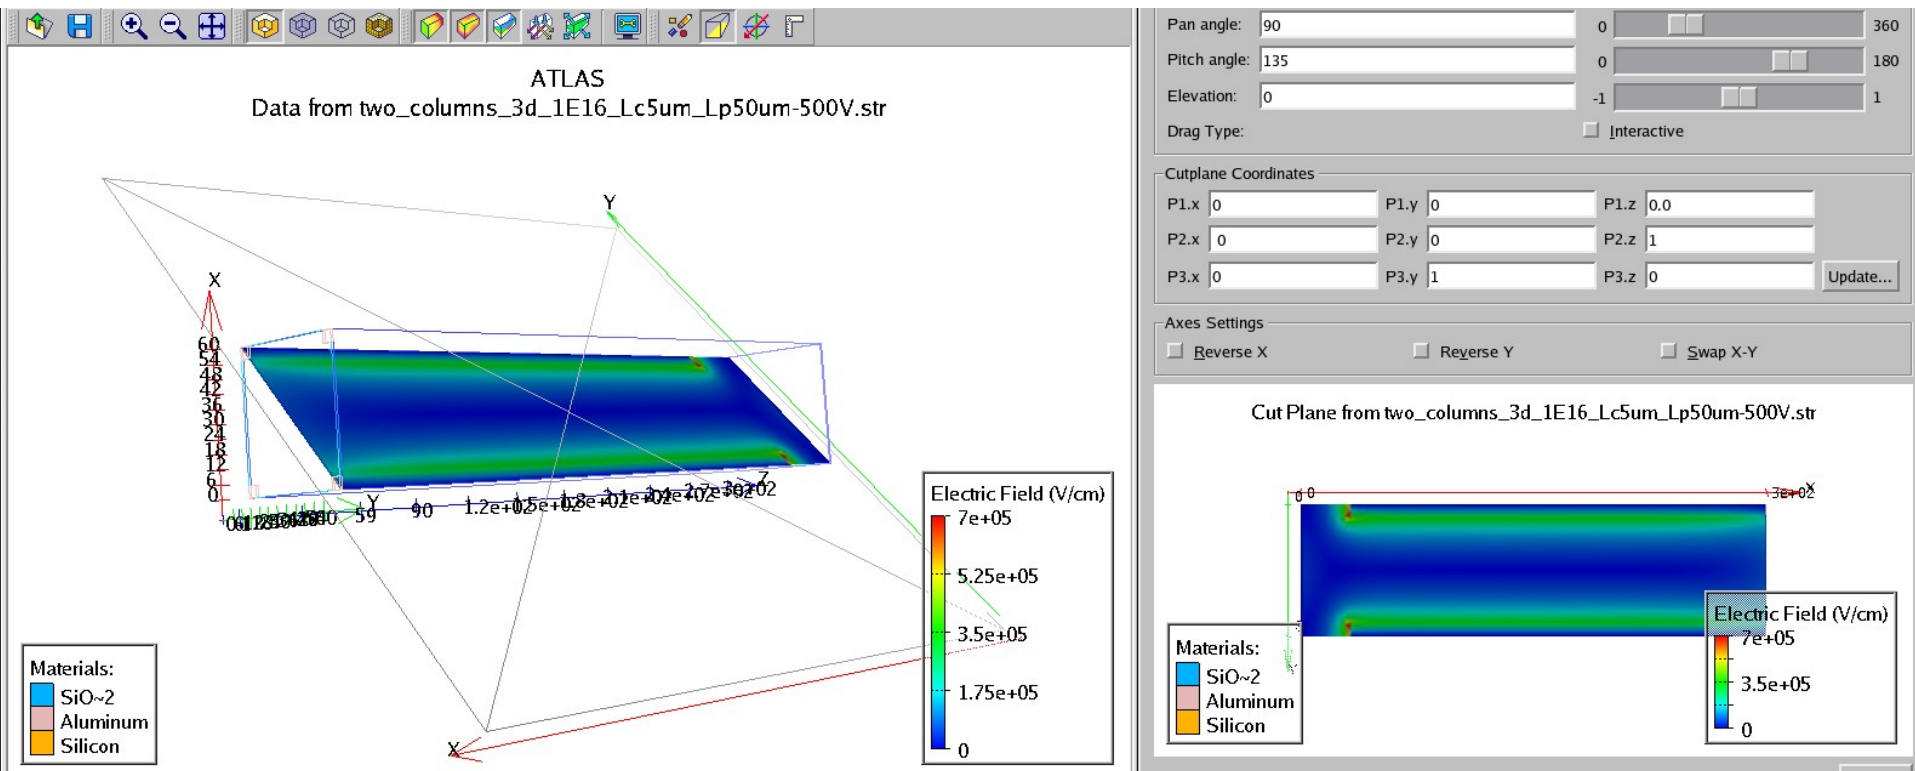 ATLAS
Data from two_columns_3d_1E16_Lc5um_Lp50um-500V.str
Y
X
60
54
48
42
36
30
24
18
12
6
0
Y
59
90
1.2e+02
Z
X
Materials:
SiO~2
Aluminum
Silicon
Electric Field (V/cm)
7e+05
5.25e+05
3.5e+05
1.75e+05
0
Pan angle: 90 0 360
Pitch angle: 135 0 180
Elevation: 0 -1 1
Drag Type: Interactive
Cutplane Coordinates
P1.x 0 P1.y 0 P1.z 0.0
P2.x 0 P2.y 0 P2.z 1
P3.x 0 P3.y 1 P3.z 0 Update...
Axes Settings
Reverse X Reverse Y Swap X-Y
Cut Plane from two_columns_3d_1E16_Lc5um_Lp50um-500V.str
0 0 3e+02 X
Materials:
SiO~2
Aluminum
Silicon
Electric Field (V/cm)
7e+05
3.5e+05
0